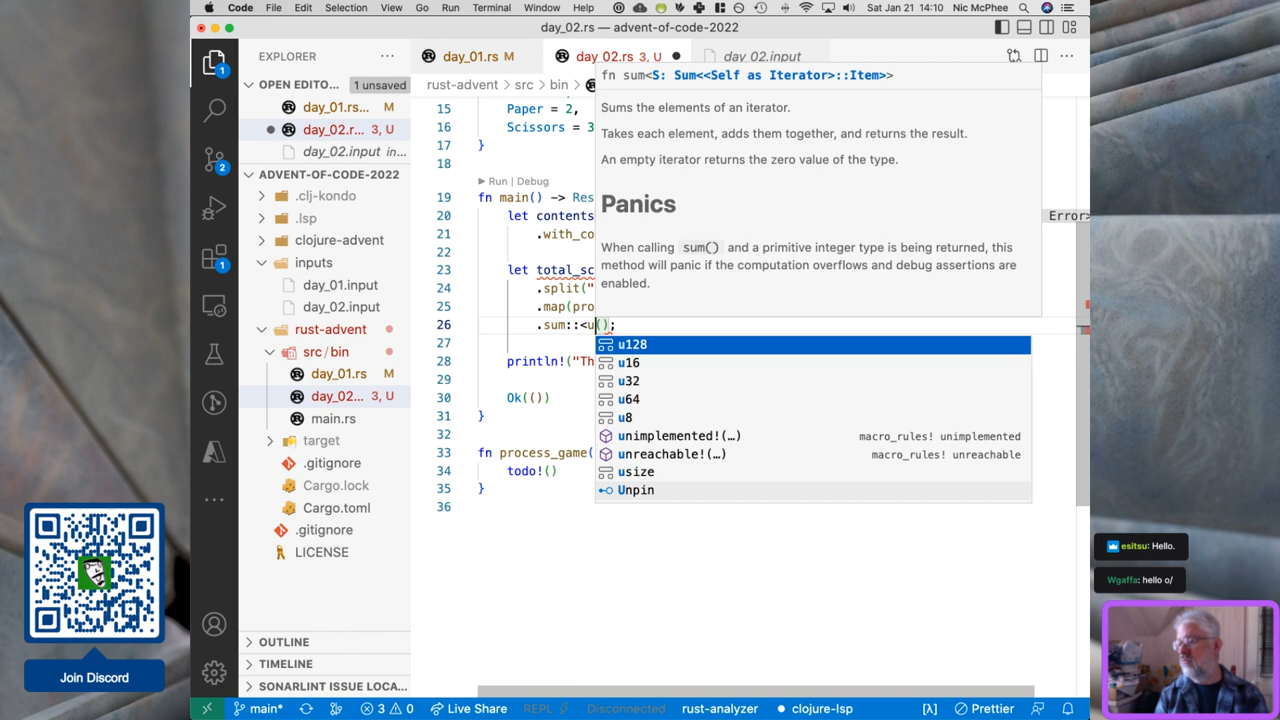 Code File Edit Selection View Go Run Terminal Window Help Sat Jan 21 14:10 Nic McPhee
day_02.rs — advent-of-code-2022
EXPLORER
day_01.rs M
day_02.rs 3, U
day_02.input
OPEN EDITO... 1 unsaved
day_01.rs... M
day_02.r... 3, U
day_02.input in...
ADVENT-OF-CODE-2022
.clj-kondo
.lsp
clojure-advent
inputs
day_01.input
day_02.input
rust-advent
src/bin
day_01.rs M
day_02... 3, U
main.rs
target
.gitignore
Cargo.lock
Cargo.toml
.gitignore
LICENSE
OUTLINE
TIMELINE
SONARLINT ISSUE LOCA...
1
2
1
rust-advent > src > bin >
15 Paper = 2,
16 Scissors = 3
17 }
18
Run | Debug
19 fn main() -> Res
20 let contents Error>
21 .with_co
22
23 let total_sc
24 .split("
25 .map(pro
26 .sum::<u();
27
28 println!("Th
29
30 Ok(())
31 }
32
33 fn process_game(
34 todo!()
35 }
36
fn sum<S: Sum<<Self as Iterator>::Item>>
Sums the elements of an iterator.
Takes each element, adds them together, and returns the result.
An empty iterator returns the zero value of the type.
Panics
When calling sum() and a primitive integer type is being returned, this
method will panic if the computation overflows and debug assertions are
enabled.
u128
u16
u32
u64
u8
unimplemented!(…) macro_rules! unimplemented
unreachable!(…) macro_rules! unreachable
usize
Unpin
main* 3 0 Live Share REPL Disconnected rust-analyzer clojure-lsp [λ] Prettier
Join Discord
esitsu: Hello.
Wgaffa: hello o/